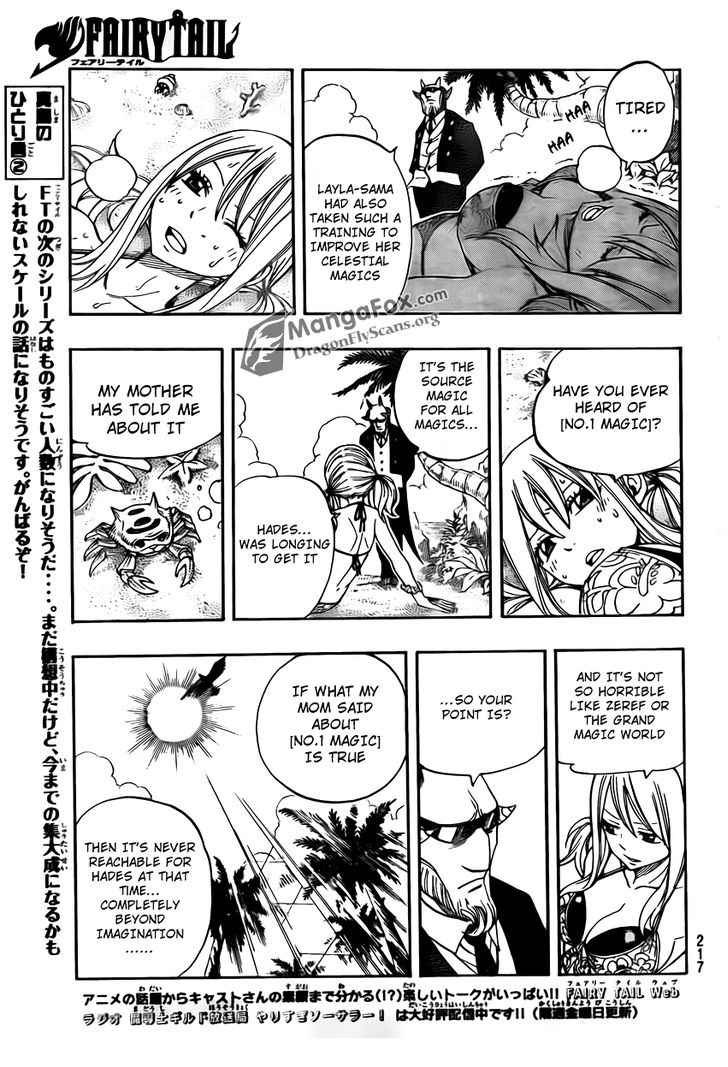 FAIRY TAIL
フェアリーテイル
真島の
ひとり言②
FTの次のシリーズはものすごい人数になりそうだ‥‥。まだ構想中だけど、今までの集大成になるかも
しれないスケールの話になりそうです。がんばるぞ!
TIRED
...
HAA
HAA
LAYLA-SAMA
HAD ALSO
TAKEN SUCH A
TRAINING TO
IMPROVE HER
CELESTIAL
MAGICS
MangaFox.com
DragonFlyScans.org
HAVE YOU EVER
HEARD OF
[NO.1 MAGIC]?
IT'S THE
SOURCE
MAGIC FOR
ALL MAGICS...
HADES...
WAS LONGING
TO GET IT
MY MOTHER
HAS TOLD ME
ABOUT IT
AND IT'S NOT
SO HORRIBLE
LIKE ZEREF OR
THE GRAND
MAGIC WORLD
...SO YOUR
POINT IS?
IF WHAT MY
MOM SAID
ABOUT
[NO.1 MAGIC]
IS TRUE
THEN IT'S NEVER
REACHABLE FOR
HADES AT THAT
TIME...
COMPLETELY
BEYOND
IMAGINATION
......
217
アニメの話題からキャストさんの素顔まで分かる(!?)楽しいトークがいっぱい!! FAIRY TAIL Web
ラジオ 魔導士ギルド放送局 やりすぎソーサラー! は大好評配信中です!!(隔週金曜日更新)